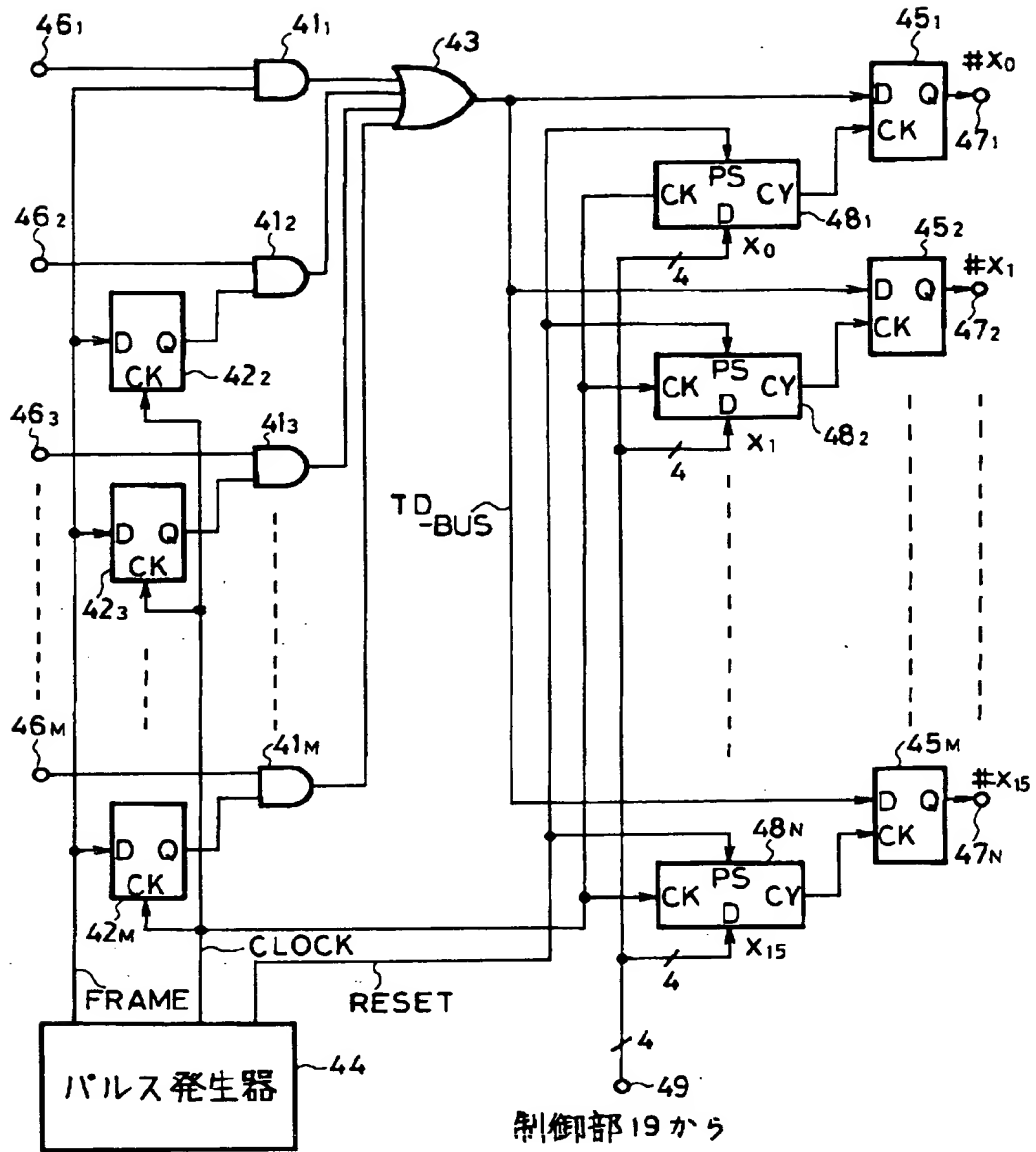 46₁
41₁
43
45₁
#X₀
D Q
CK
47₁
PS
CK CY
D
48₁
X₀
4
46₂
41₂
45₂
#X₁
D Q
CK
47₂
D Q
CK
42₂
PS
CK CY
D
48₂
X₁
4
46₃
41₃
D Q
CK
42₃
TD
-BUS
46M
41M
45M
#X₁₅
D Q
CK
47N
D Q
CK
42M
48N
PS
CK CY
D
X₁₅
4
CLOCK
FRAME
RESET
4
パルス発生器
44
49
制御部19から